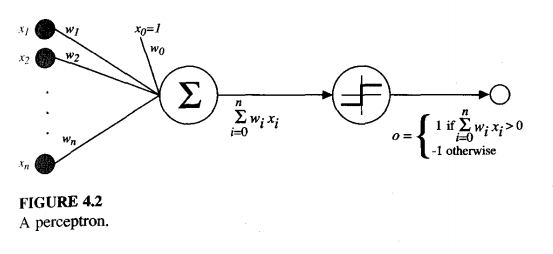 x1 w1 x0=1
x2 w2 w0
.
.
.
Σ
n
Σ wi xi
i=0
wn
xn
o = { 1 if n Σ i=0 wi xi > 0
-1 otherwise
FIGURE 4.2
A perceptron.